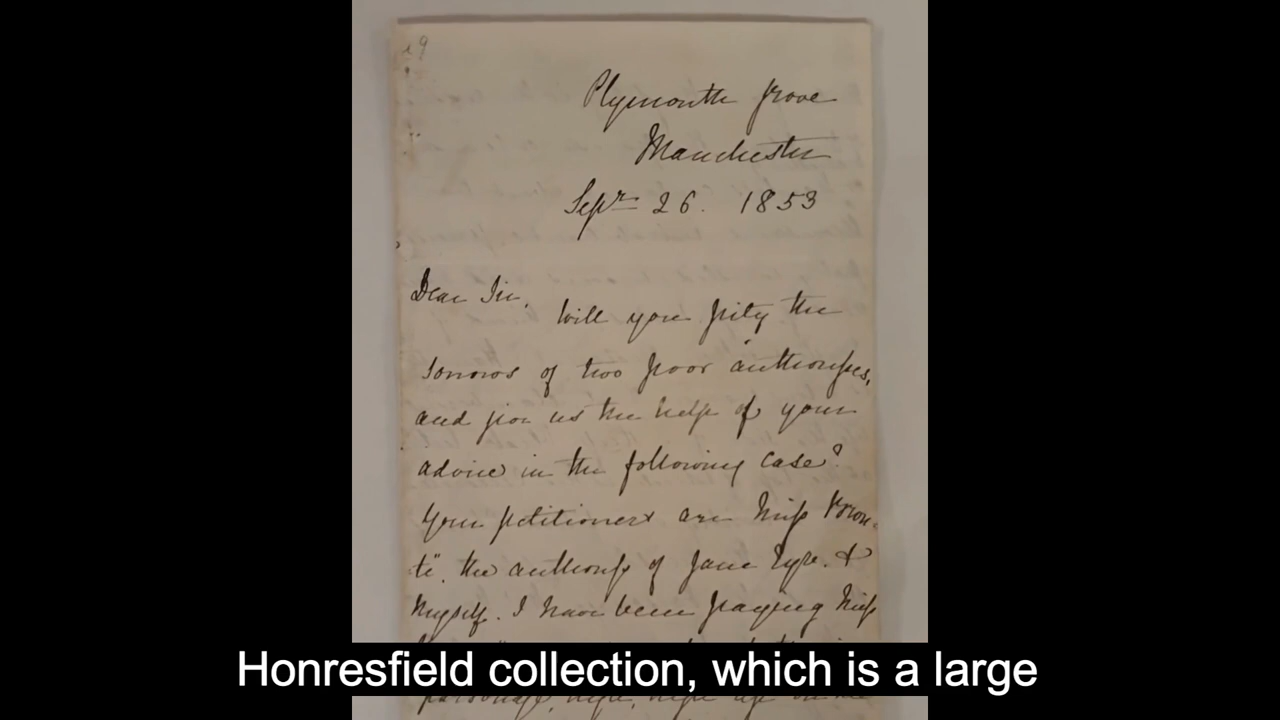 Plymouth Grove
Manchester
Sepr 26. 1853
Dear Sir,
Will you pity the
sorrows of two poor authoresses,
and give us the help of your
advice in the following case?
Your petitioners are Miss Bron-
të, the authoress of Jane Eyre, &
myself. I have been paying Miss
Honresfield collection, which is a large